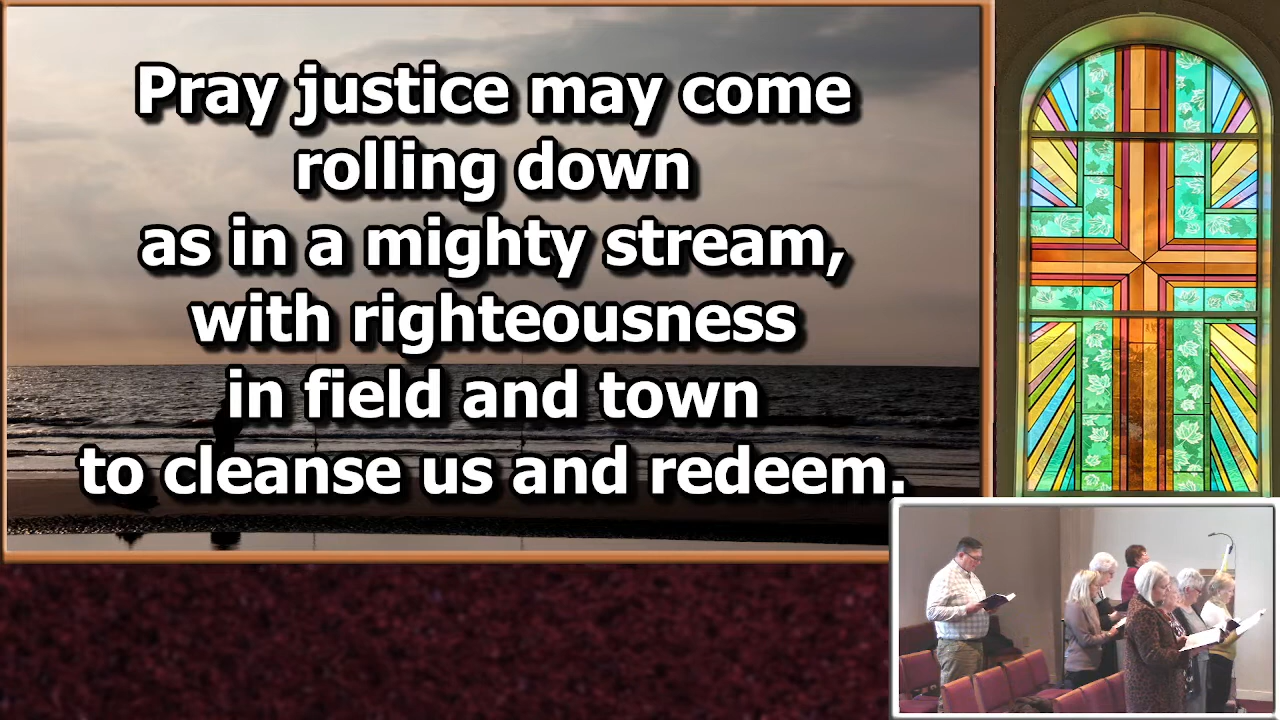 Pray justice may come
rolling down
as in a mighty stream,
with righteousness
in field and town
to cleanse us and redeem.